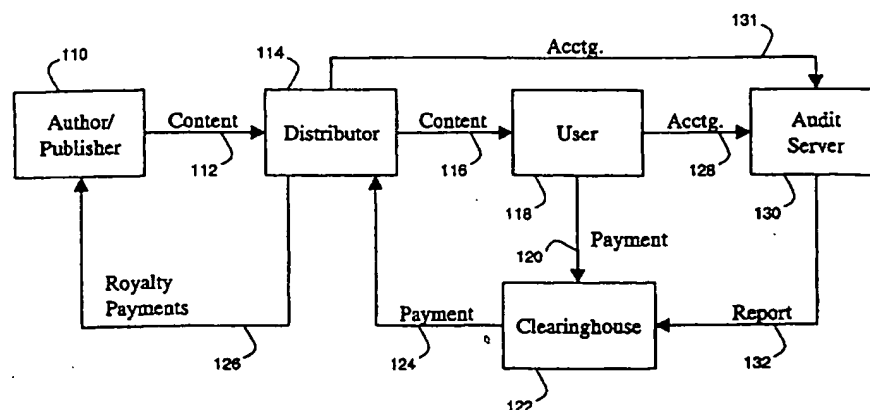 131
110
114
Acctg.
Author/
Publisher
Content
112
Distributor
Content
116
User
118
Acctg.
128
Audit
Server
130
120
Payment
Royalty
Payments
126
Payment
124
Clearinghouse
122
Report
132